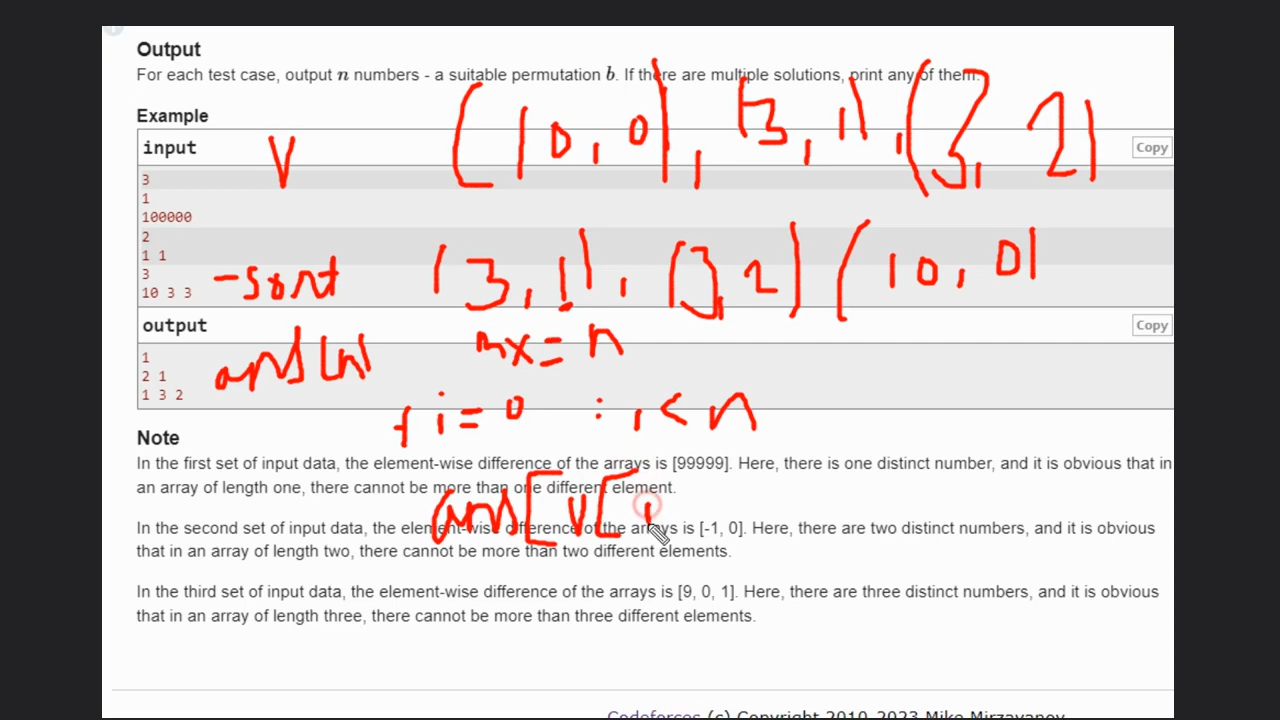 Output
For each test case, output n numbers - a suitable permutation b. If there are multiple solutions, print any of them.
Example
input
Copy
V (10, 0), (3, 1), (3, 2)
3
1
100000
2
1 1
3
10 3 3
-sort (3, 1), (3, 2) (10, 0)
output
Copy
1
2 1
1 3 2
ans(n) mx = n
f i = 0 : i < n
Note
In the first set of input data, the element-wise difference of the arrays is [99999]. Here, there is one distinct number, and it is obvious that in
an array of length one, there cannot be more than one different element.
ans[v[i
In the second set of input data, the element-wise difference of the arrays is [-1, 0]. Here, there are two distinct numbers, and it is obvious
that in an array of length two, there cannot be more than two different elements.
In the third set of input data, the element-wise difference of the arrays is [9, 0, 1]. Here, there are three distinct numbers, and it is obvious
that in an array of length three, there cannot be more than three different elements.
Codeforces (c) Copyright 2010-2023 Mike Mirzayanov